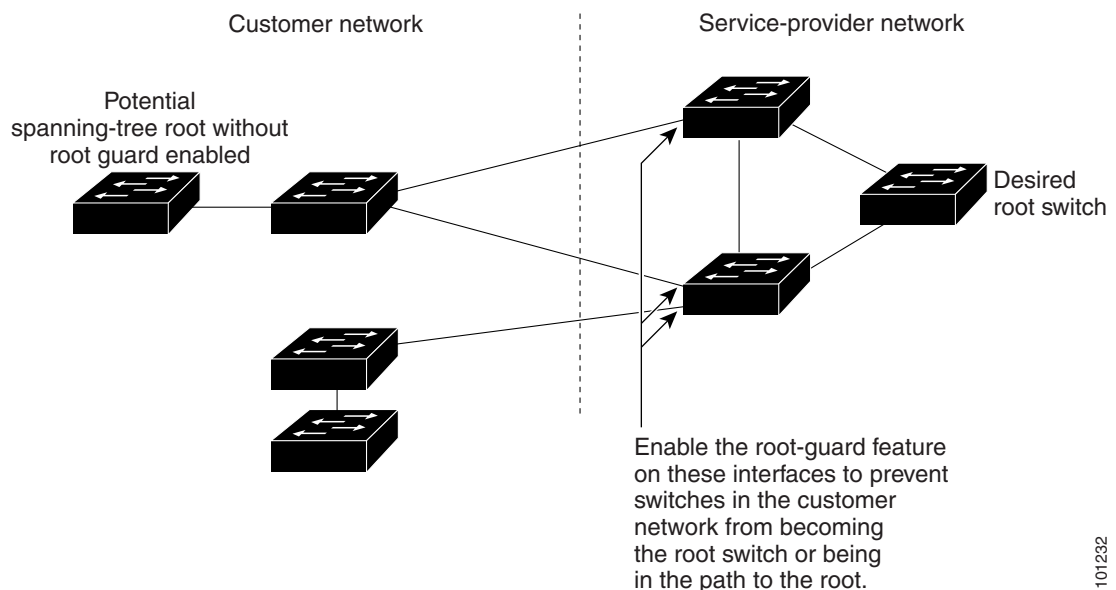 Customer network
Service-provider network
Potential
spanning-tree root without
root guard enabled
Desired
root switch
Enable the root-guard feature
on these interfaces to prevent
switches in the customer
network from becoming
the root switch or being
in the path to the root.
101232